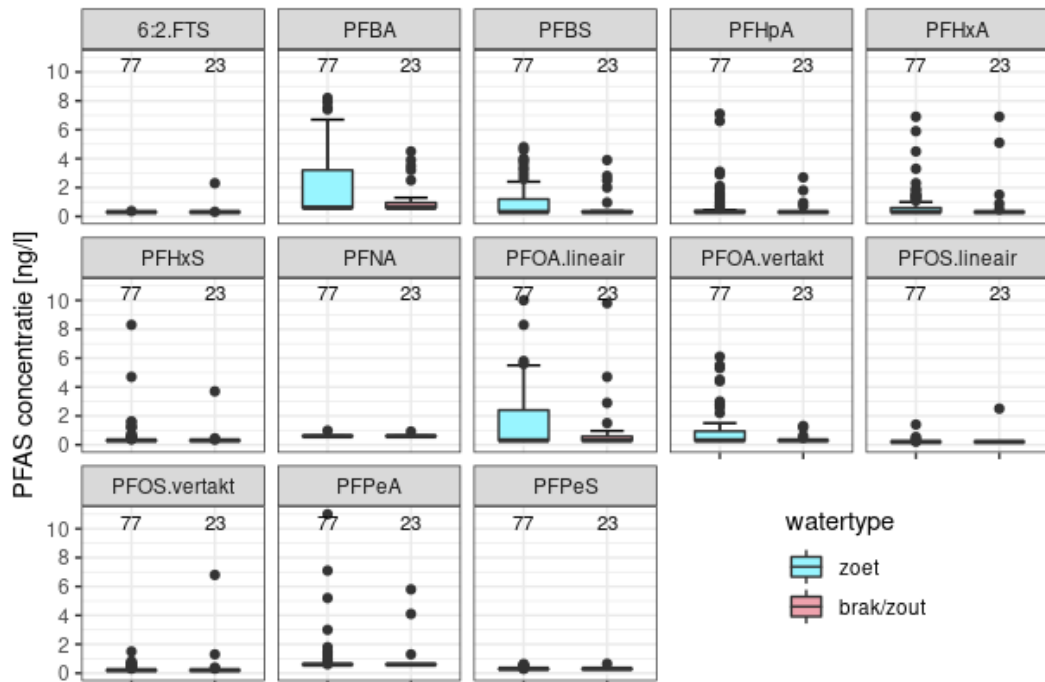 6:2.FTS PFBA PFBS PFHpA PFHxA
77 23 77 23 77 23 77 23 77 23
10
8
6
4
2
0
PFHxS PFNA PFOA.lineair PFOA.vertakt PFOS.lineair
77 23 77 23 77 23 77 23 77 23
10
8
6
4
2
0
PFOS.vertakt PFPeA PFPeS
77 23 77 23 77 23
10
8
6
4
2
0
PFAS concentratie [ng/l]
watertype
zoet
brak/zout